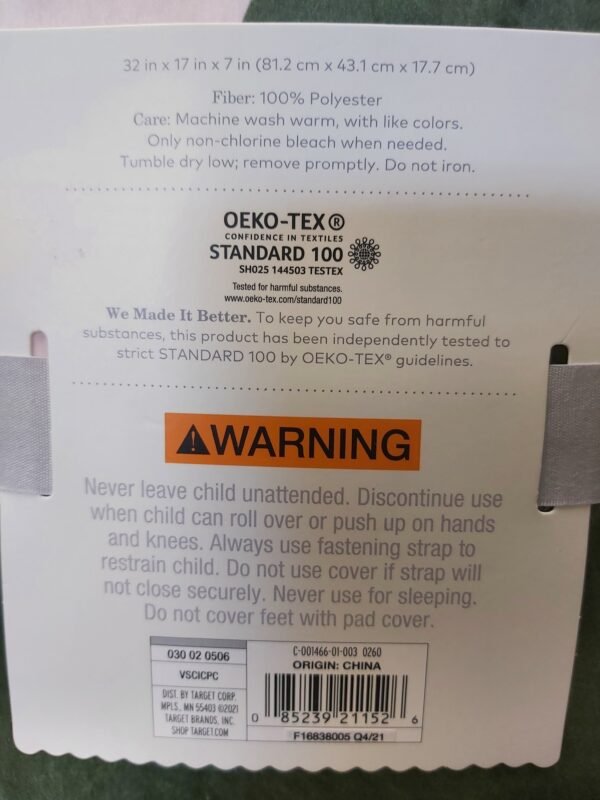 32 in x 17 in x 7 in (81.2 cm x 43.1 cm x 17.7 cm)
Fiber: 100% Polyester
Care: Machine wash warm, with like colors.
Only non-chlorine bleach when needed.
Tumble dry low; remove promptly. Do not iron.
OEKO-TEX®
CONFIDENCE IN TEXTILES
STANDARD 100
SH025 144503 TESTEX
Tested for harmful substances.
www.oeko-tex.com/standard100
We Made It Better. To keep you safe from harmful
substances, this product has been independently tested to
strict STANDARD 100 by OEKO-TEX® guidelines.
WARNING
Never leave child unattended. Discontinue use
when child can roll over or push up on hands
and knees. Always use fastening strap to
restrain child. Do not use cover if strap will
not close securely. Never use for sleeping.
Do not cover feet with pad cover.
030 02 0506
VSCICPC
DIST. BY TARGET CORP.
MPLS., MN 55403 ©2021
TARGET BRANDS, INC.
SHOP TARGET.COM
C-001466-01-003 0260
ORIGIN: CHINA
0 85239 21152 6
F16838005 Q4/21